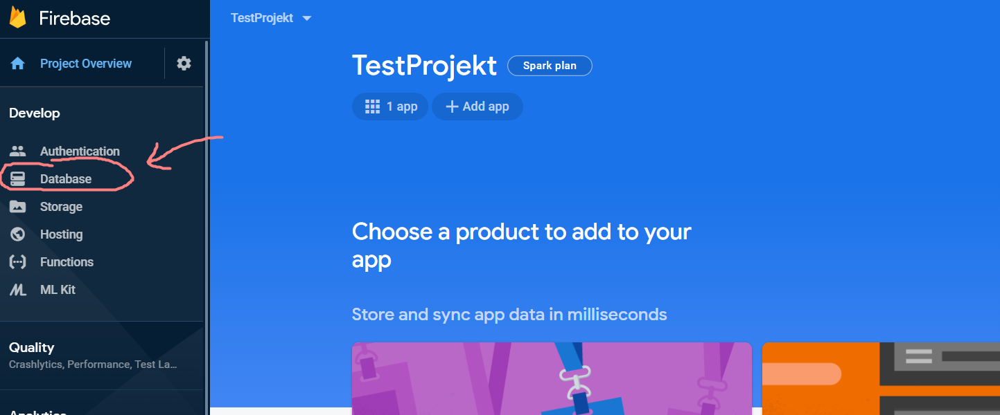 Firebase
TestProjekt
Project Overview
TestProjekt
Spark plan
1 app
Add app
Develop
Authentication
Database
Storage
Hosting
Functions
ML Kit
Choose a product to add to your
app
Store and sync app data in milliseconds
Quality
Crashlytics, Performance, Test La...
Analytics